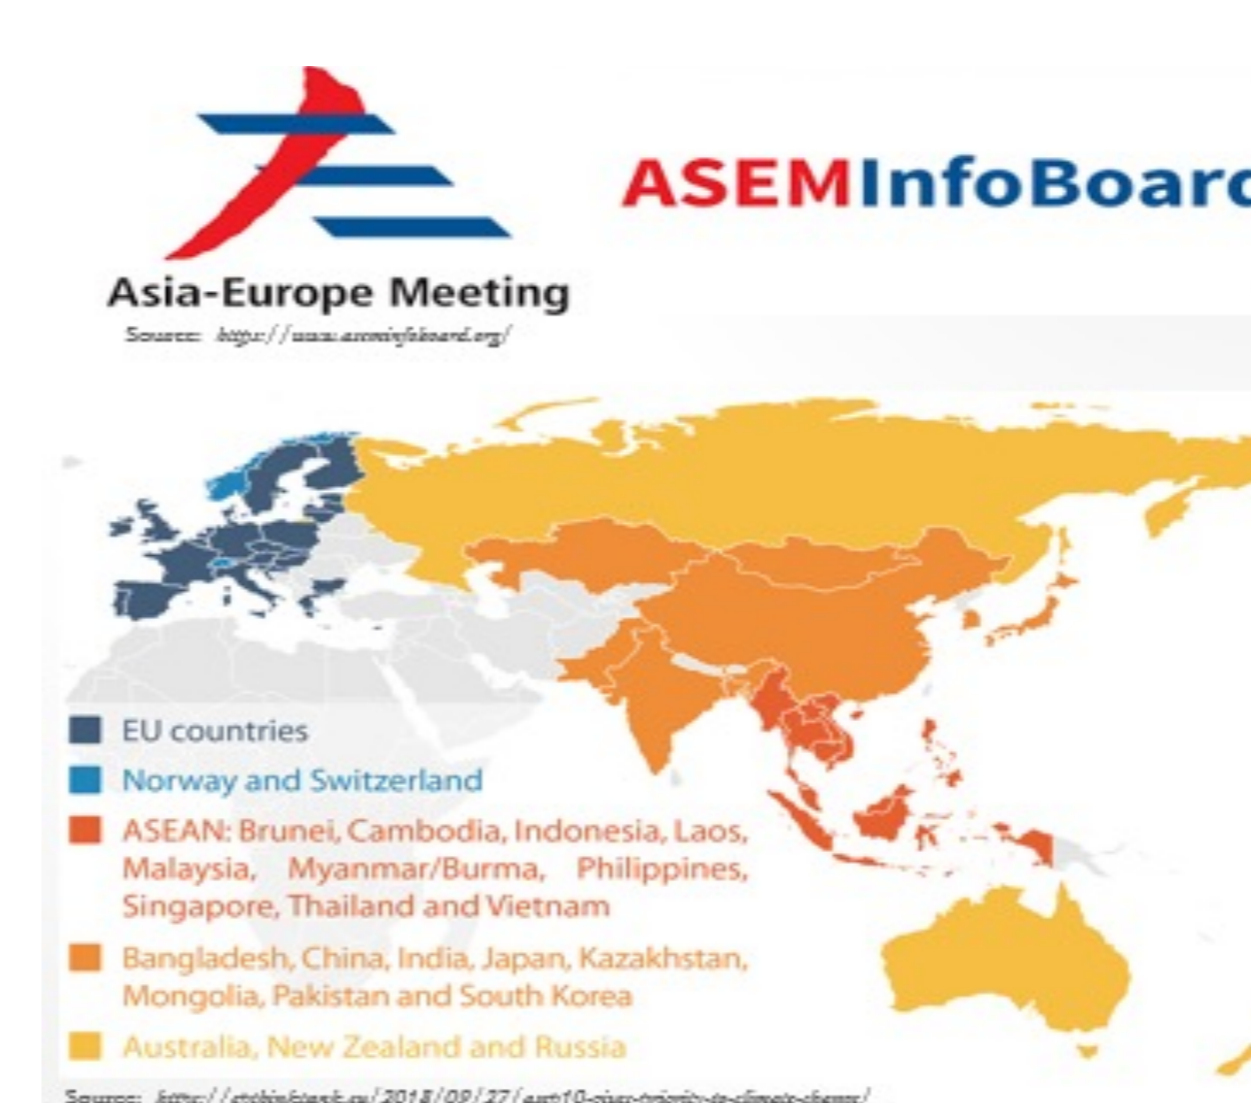 ASEMInfoBoard
Asia-Europe Meeting
Source: https://www.aseminfoboard.org/
EU countries
Norway and Switzerland
ASEAN: Brunei, Cambodia, Indonesia, Laos,
Malaysia, Myanmar/Burma, Philippines,
Singapore, Thailand and Vietnam
Bangladesh, China, India, Japan, Kazakhstan,
Mongolia, Pakistan and South Korea
Australia, New Zealand and Russia
Source: